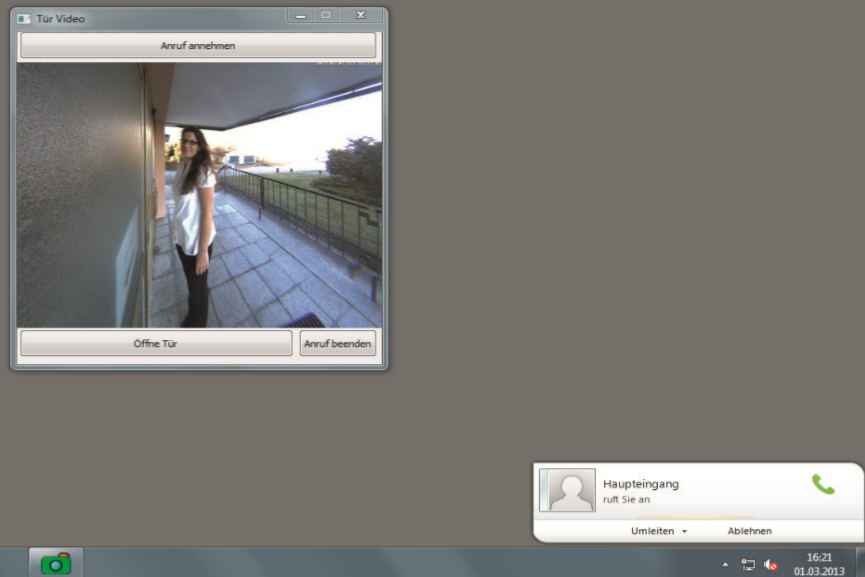 Tür Video
Anruf annehmen
Öffne Tür
Anruf beenden
Haupteingang
ruft Sie an
Umleiten
Ablehnen
16:21
01.03.2013